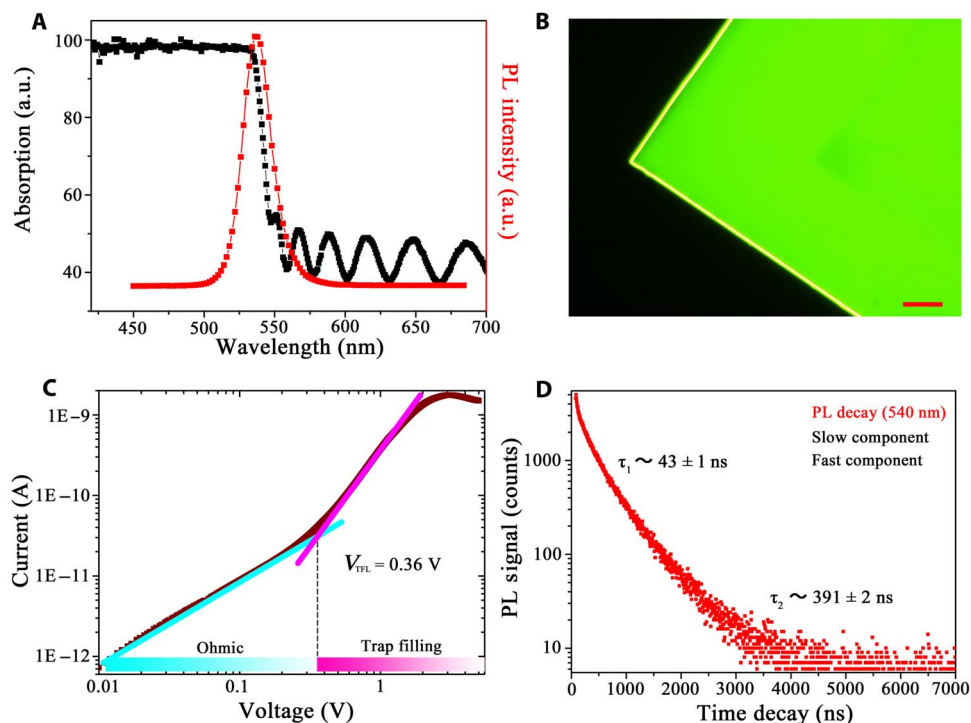 A
100
80
60
40
Absorption (a.u.)
PL intensity (a.u.)
450 500 550 600 650 700
Wavelength (nm)
B
C
1E-9
1E-10
1E-11
1E-12
Current (A)
V_TFL = 0.36 V
Ohmic
Trap filling
0.01 0.1 1
Voltage (V)
D
PL decay (540 nm)
Slow component
Fast component
τ₁ ~ 43 ± 1 ns
τ₂ ~ 391 ± 2 ns
1000
100
10
PL signal (counts)
0 1000 2000 3000 4000 5000 6000 7000
Time decay (ns)